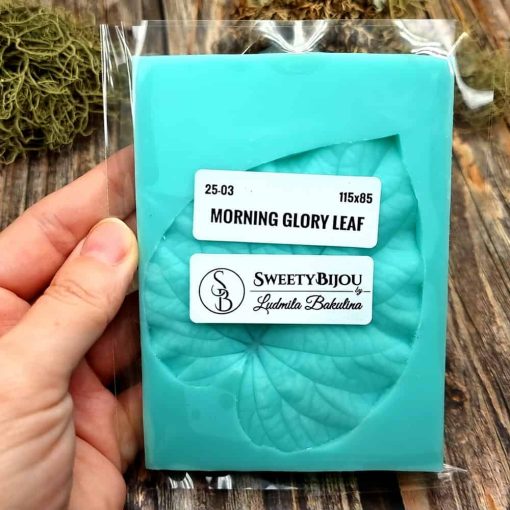 25-03 115x85
MORNING GLORY LEAF
SB SWEETYBIJOU
by
Ludmila Bakulina